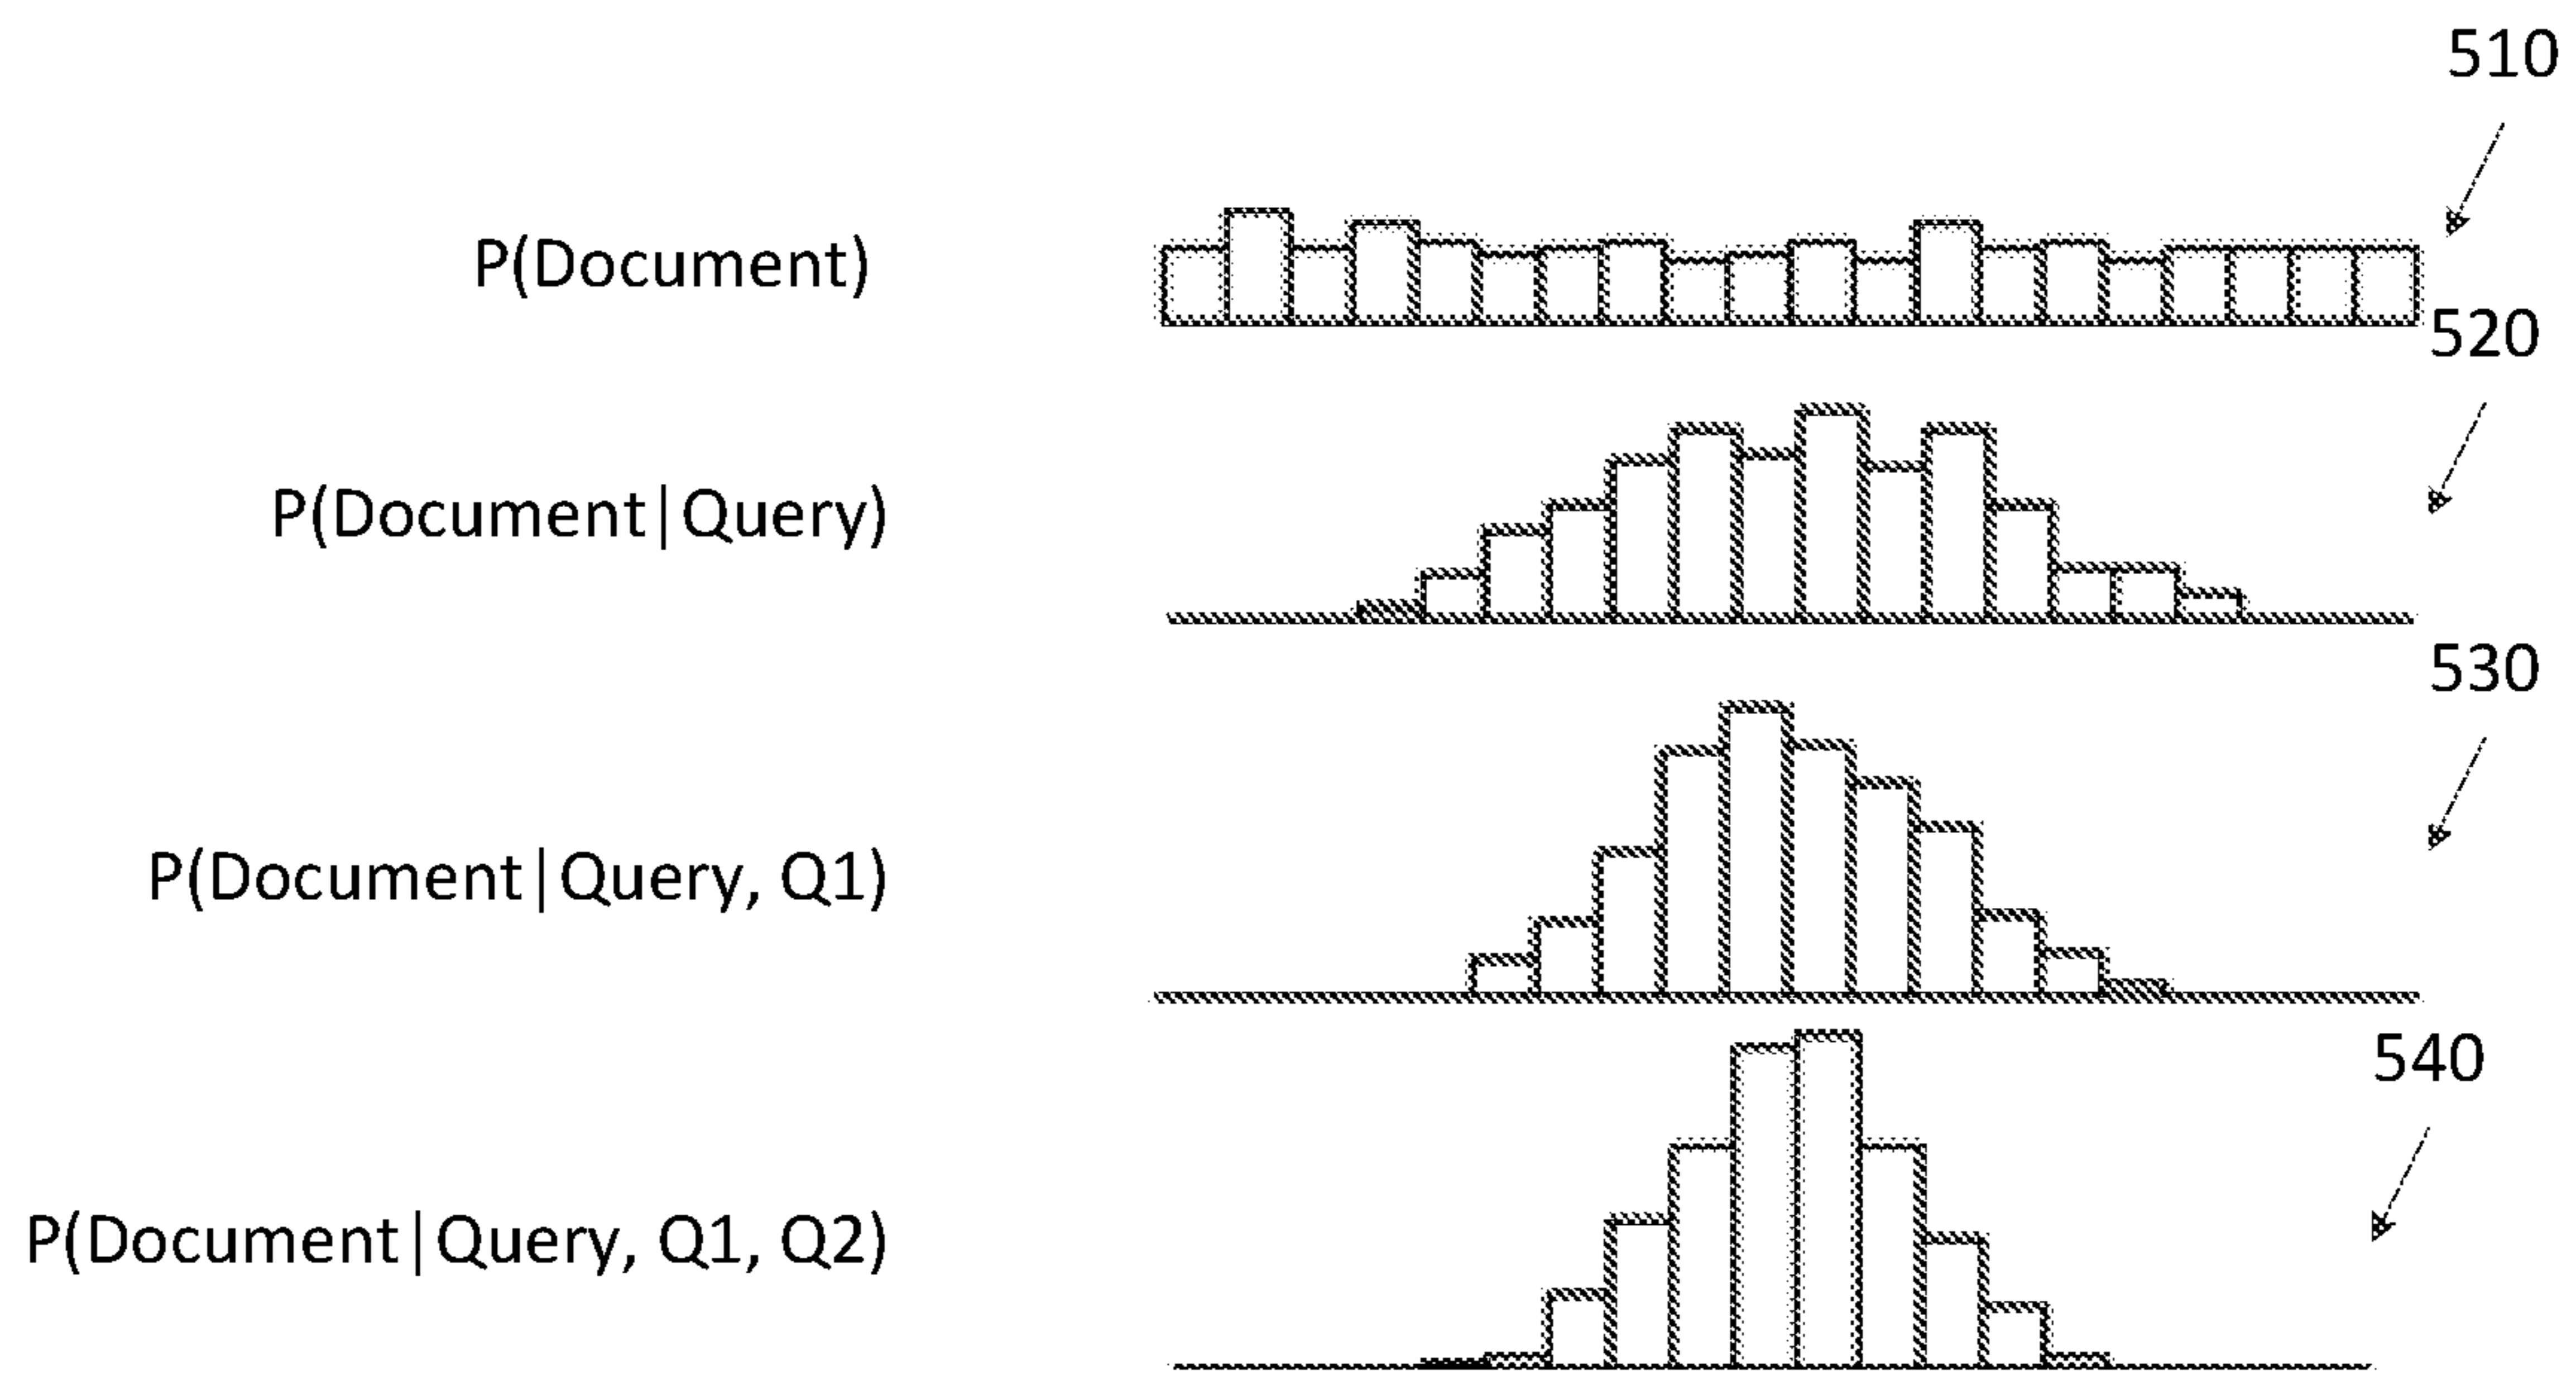 510
P(Document)
520
P(Document|Query)
530
P(Document|Query, Q1)
540
P(Document|Query, Q1, Q2)